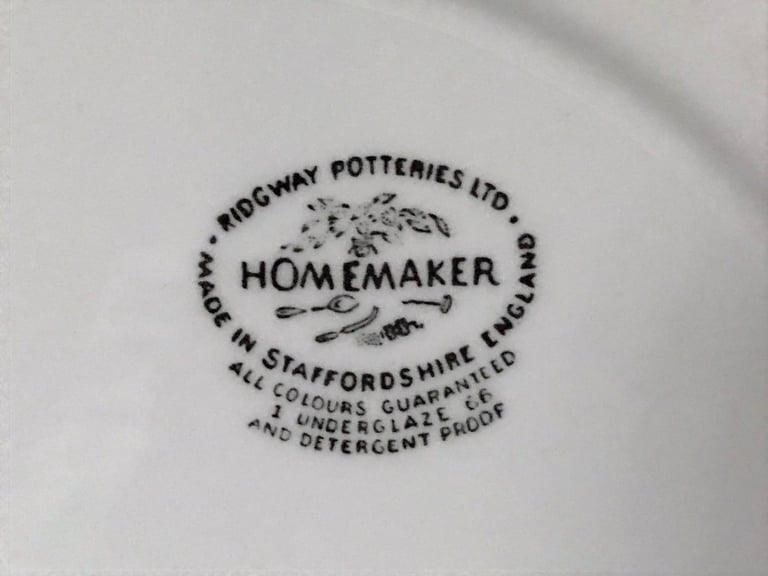 RIDGWAY POTTERIES LTD.
HOMEMAKER
MADE IN STAFFORDSHIRE ENGLAND
ALL COLOURS GUARANTEED
1 UNDERGLAZE 66
AND DETERGENT PROOF